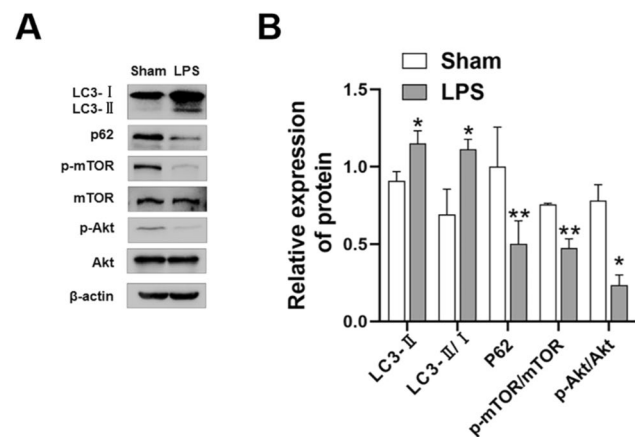 A
Sham LPS
LC3-Ⅰ
LC3-Ⅱ
p62
p-mTOR
mTOR
p-Akt
Akt
β-actin
B
Sham
LPS
Relative expression
of protein
1.5
1.0
0.5
0.0
*
*
**
**
*
LC3-Ⅱ
LC3-Ⅱ/Ⅰ
P62
p-mTOR/mTOR
p-Akt/Akt